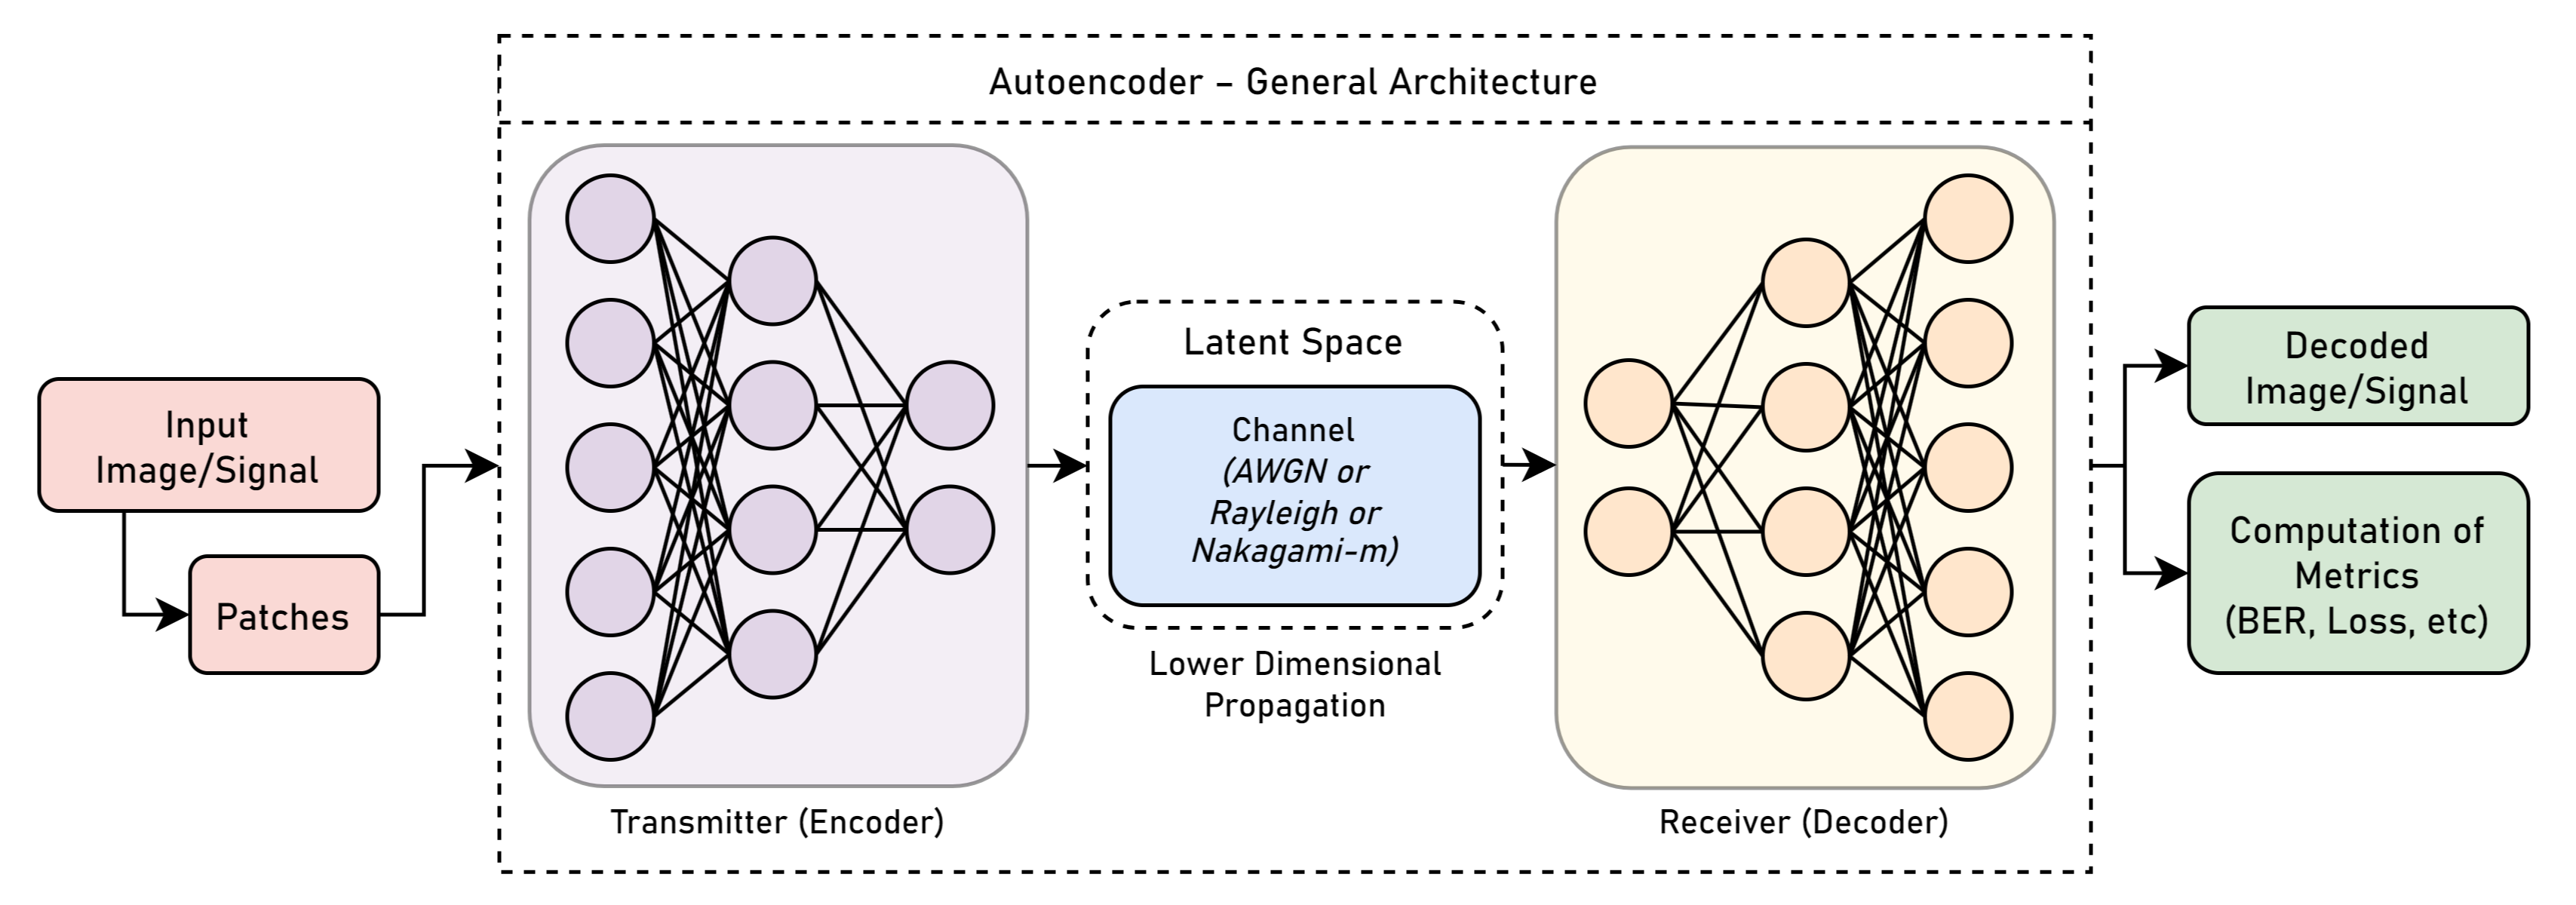 Autoencoder – General Architecture
Input
Image/Signal
Patches
Transmitter (Encoder)
Latent Space
Channel
(AWGN or
Rayleigh or
Nakagami-m)
Lower Dimensional
Propagation
Receiver (Decoder)
Decoded
Image/Signal
Computation of
Metrics
(BER, Loss, etc)